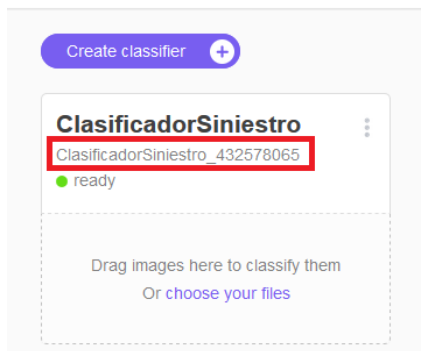 Create classifier
ClasificadorSiniestro
ClasificadorSiniestro_432578065
ready
Drag images here to classify them
Or choose your files